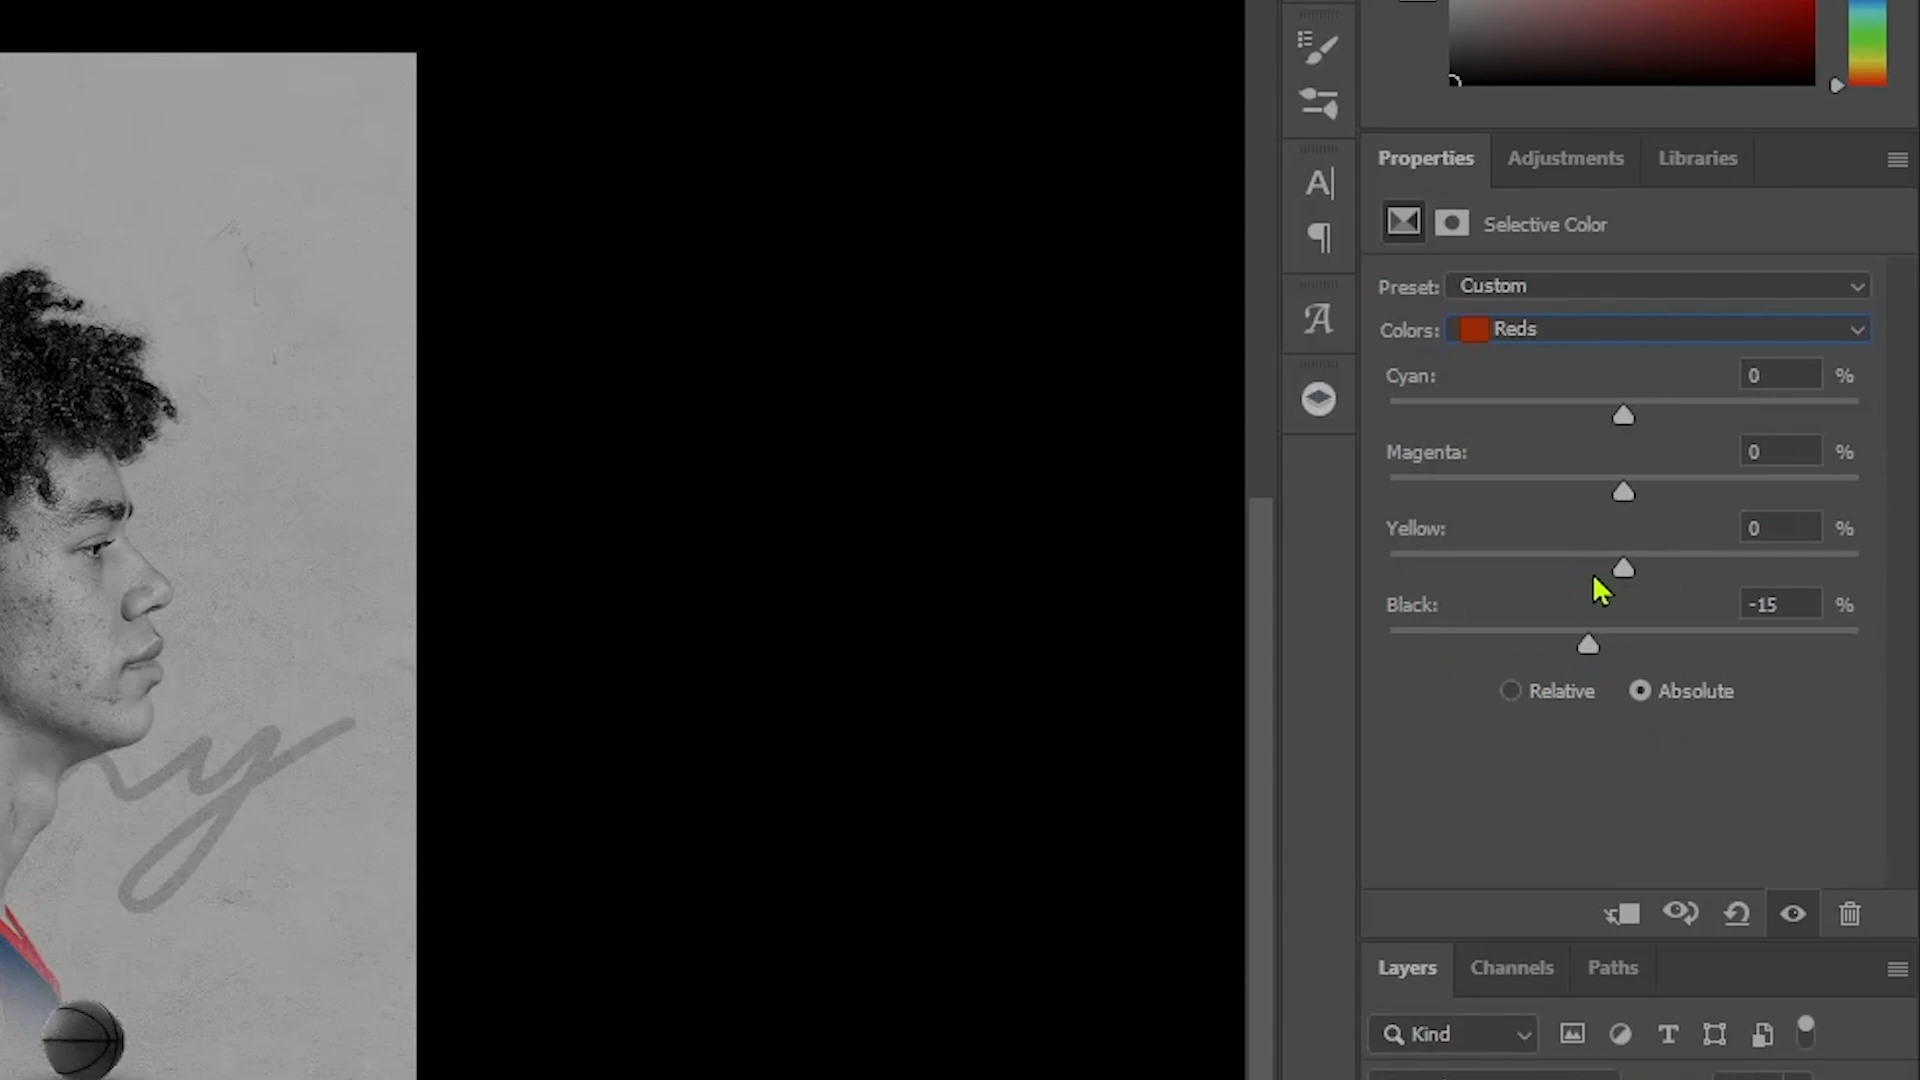 Properties Adjustments Libraries
Selective Color
Preset: Custom
Colors: Reds
Cyan: 0 %
Magenta: 0 %
Yellow: 0 %
Black: -15 %
Relative Absolute
Layers Channels Paths
Kind
y